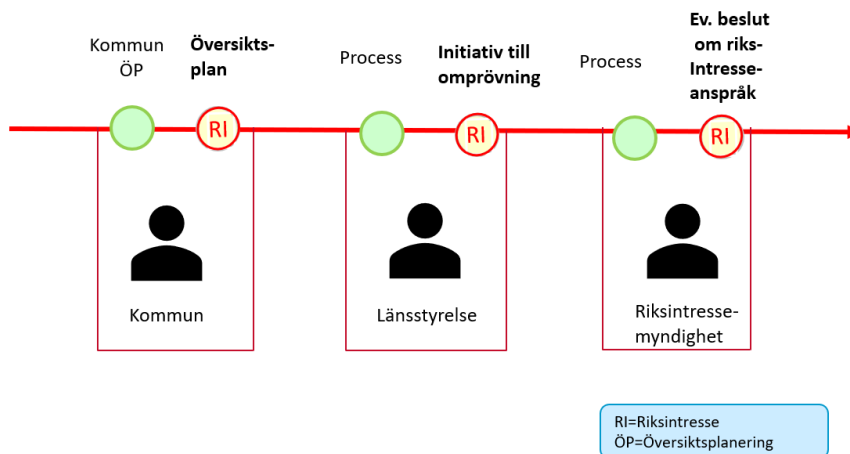 Kommun
ÖP
Översikts-
plan
RI
Kommun
Process
Initiativ till
omprövning
RI
Länsstyrelse
Process
Ev. beslut
om riks-
Intresse-
anspråk
RI
Riksintresse-
myndighet
RI=Riksintresse
ÖP=Översiktsplanering